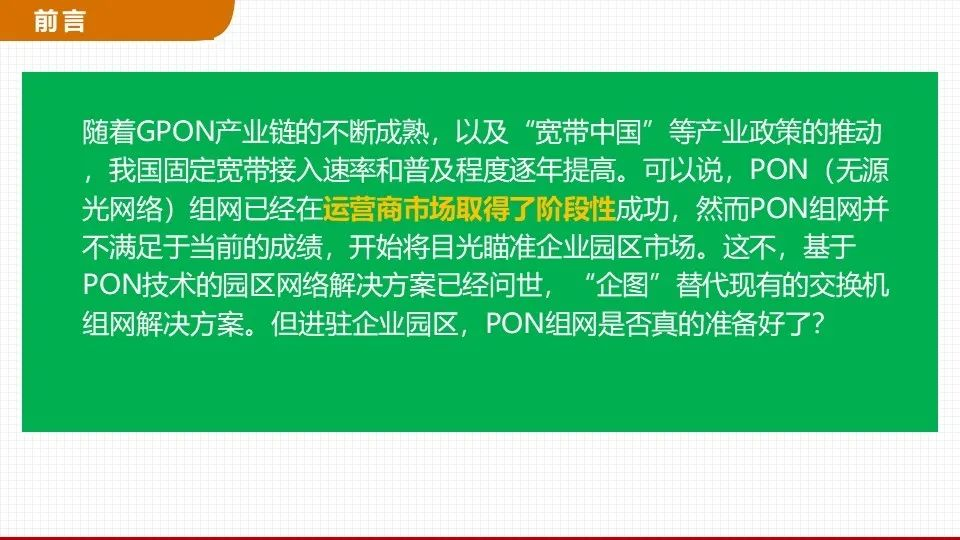 前言
随着GPON产业链的不断成熟，以及“宽带中国”等产业政策的推动
，我国固定宽带接入速率和普及程度逐年提高。可以说，PON（无源
光网络）组网已经在运营商市场取得了阶段性成功，然而PON组网并
不满足于当前的成绩，开始将目光瞄准企业园区市场。这不，基于
PON技术的园区网络解决方案已经问世，“企图”替代现有的交换机
组网解决方案。但进驻企业园区，PON组网是否真的准备好了?